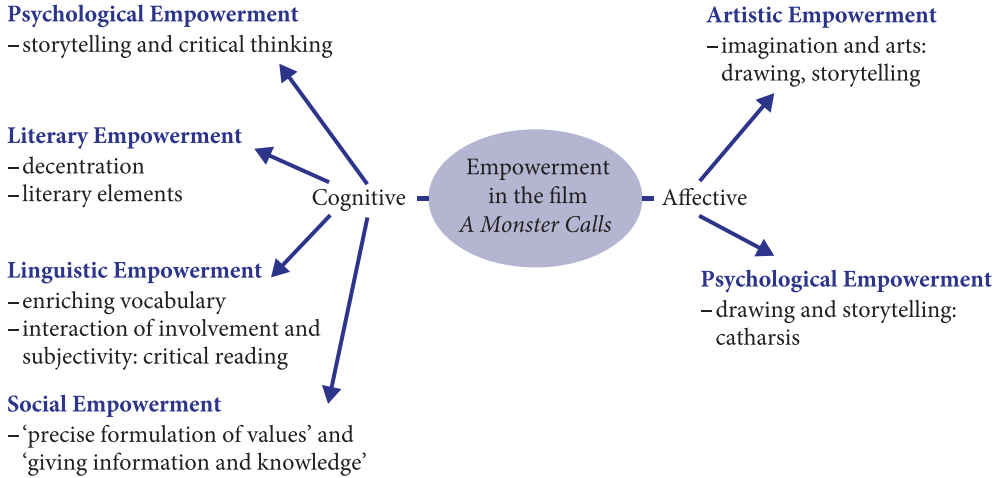 Psychological Empowerment
–storytelling and critical thinking
Literary Empowerment
–decentration
–literary elements
Cognitive
Linguistic Empowerment
–enriching vocabulary
–interaction of involvement and
subjectivity: critical reading
Social Empowerment
–‘precise formulation of values’ and
‘giving information and knowledge’
Empowerment
in the film
A Monster Calls
Artistic Empowerment
–imagination and arts:
drawing, storytelling
Affective
Psychological Empowerment
–drawing and storytelling:
catharsis